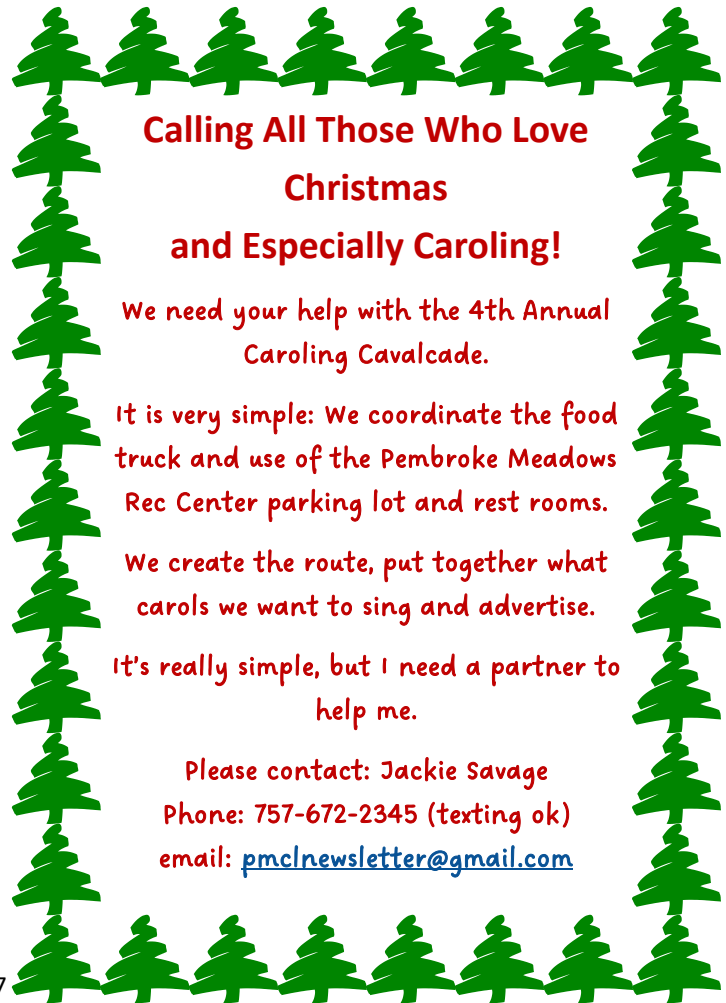 Calling All Those Who Love
Christmas
and Especially Caroling!
We need your help with the 4th Annual
Caroling Cavalcade.
It is very simple: We coordinate the food
truck and use of the Pembroke Meadows
Rec Center parking lot and rest rooms.
We create the route, put together what
carols we want to sing and advertise.
It's really simple, but I need a partner to
help me.
Please contact: Jackie Savage
Phone: 757-672-2345 (texting ok)
email: pmclnewsletter@gmail.com
7